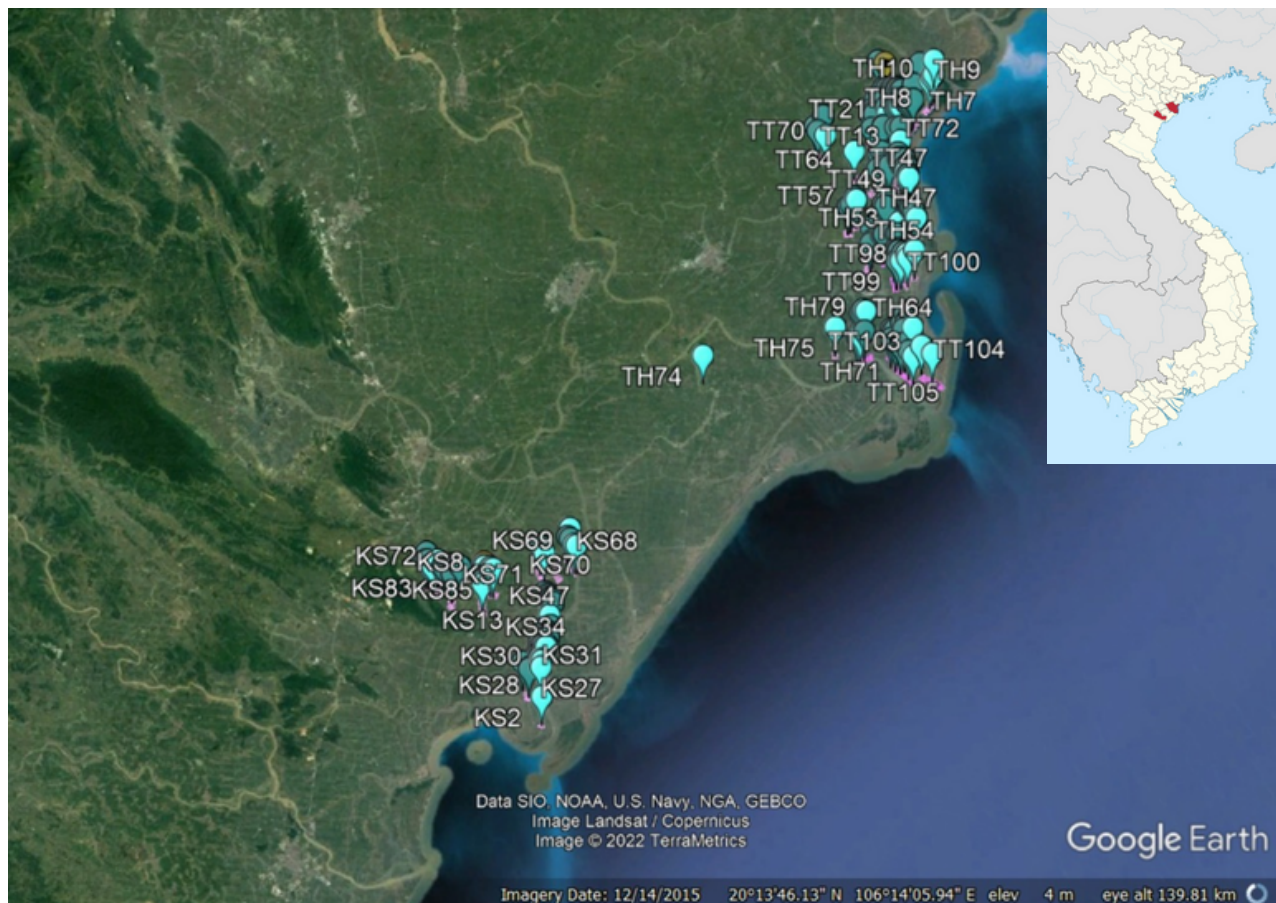 TH10 TH9
TH8 TH7
TT21
TT70 TT13 TT72
TT64 TT47
TT49
TT57 TH47
TH53 TH54
TT98 TT100
TT99
TH79 TH64
TH75 TT103 TT104
TH71
TH74 TT105
KS69 KS68
KS72 KS8 KS71 KS70
KS83 KS85 KS47
KS13 KS34
KS30 KS31
KS28 KS27
KS2
Data SIO, NOAA, U.S. Navy, NGA, GEBCO
Image Landsat / Copernicus
Image © 2022 TerraMetrics
Google Earth
Imagery Date: 12/14/2015 20°13'46.13" N 106°14'05.94" E elev 4 m eye alt 139.81 km